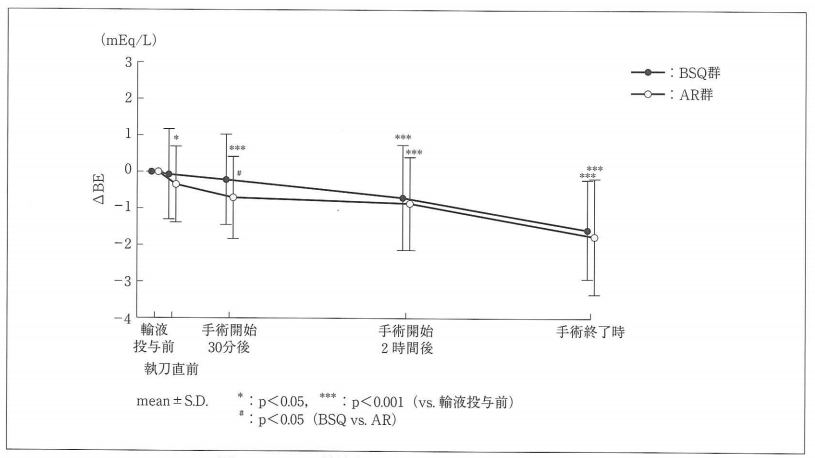 (mEq/L)
3
2
1
0
−1
−2
−3
−4
ΔBE
：BSQ群
：AR群
*
***
#
***
***
***
***
輸液
投与前
執刀直前
手術開始
30分後
手術開始
2時間後
手術終了時
mean±S.D.
*：p＜0.05, ***：p＜0.001（vs. 輸液投与前）
#：p＜0.05（BSQ vs. AR）